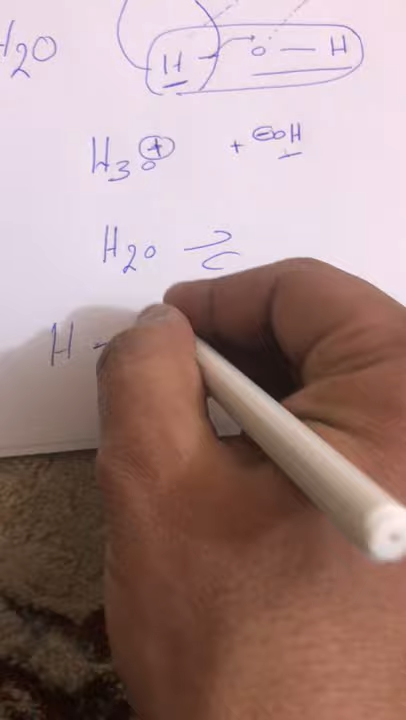 H2O
H — O — H
H3O⊕ + ⊖OH
H2O ⇌
H -